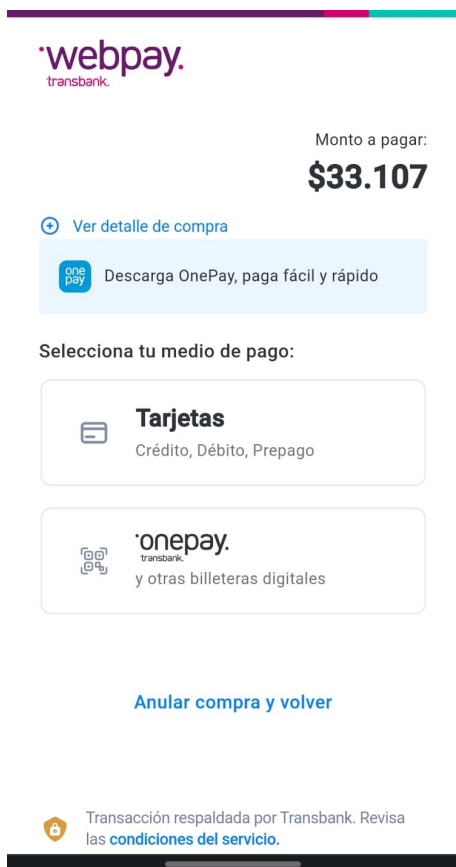 webpay.
transbank.
Monto a pagar:
$33.107
Ver detalle de compra
one
pay
Descarga OnePay, paga fácil y rápido
Selecciona tu medio de pago:
Tarjetas
Crédito, Débito, Prepago
onepay.
transbank.
y otras billeteras digitales
Anular compra y volver
Transacción respaldada por Transbank. Revisa
las condiciones del servicio.